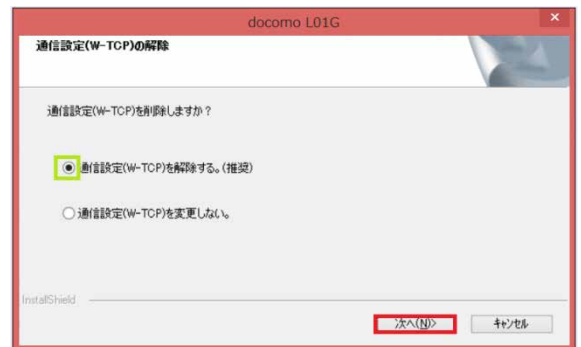 docomo L01G
通信設定(W-TCP)の解除
通信設定(W-TCP)を削除しますか？
通信設定(W-TCP)を解除する。(推奨)
通信設定(W-TCP)を変更しない。
InstallShield
次へ(N)>
キャンセル